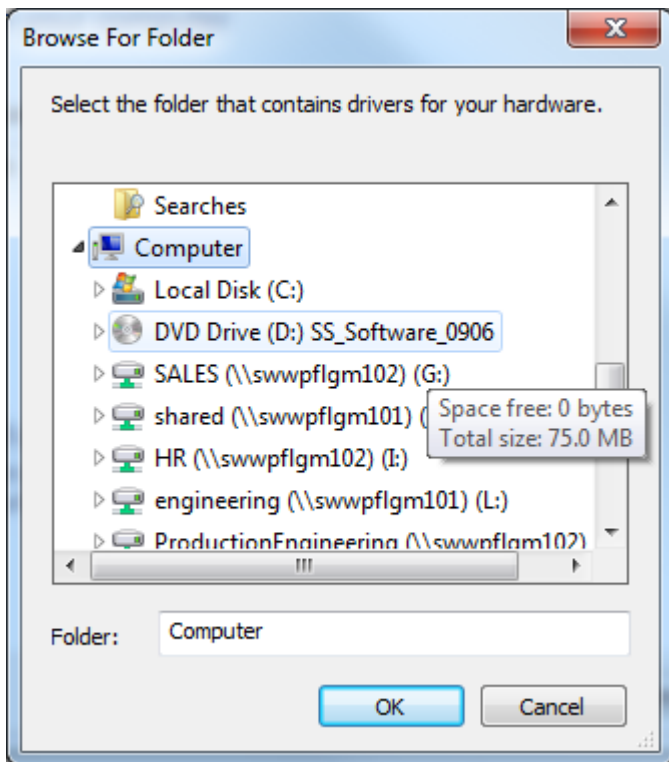 Browse For Folder
Select the folder that contains drivers for your hardware.
Searches
Computer
Local Disk (C:)
DVD Drive (D:) SS_Software_0906
SALES (\\swwpflgm102) (G:)
shared (\\swwpflgm101) (
Space free: 0 bytes
Total size: 75.0 MB
HR (\\swwpflgm102) (I:)
engineering (\\swwpflgm101) (L:)
ProductionEngineering (\\swwpflgm102)
Folder:
Computer
OK
Cancel